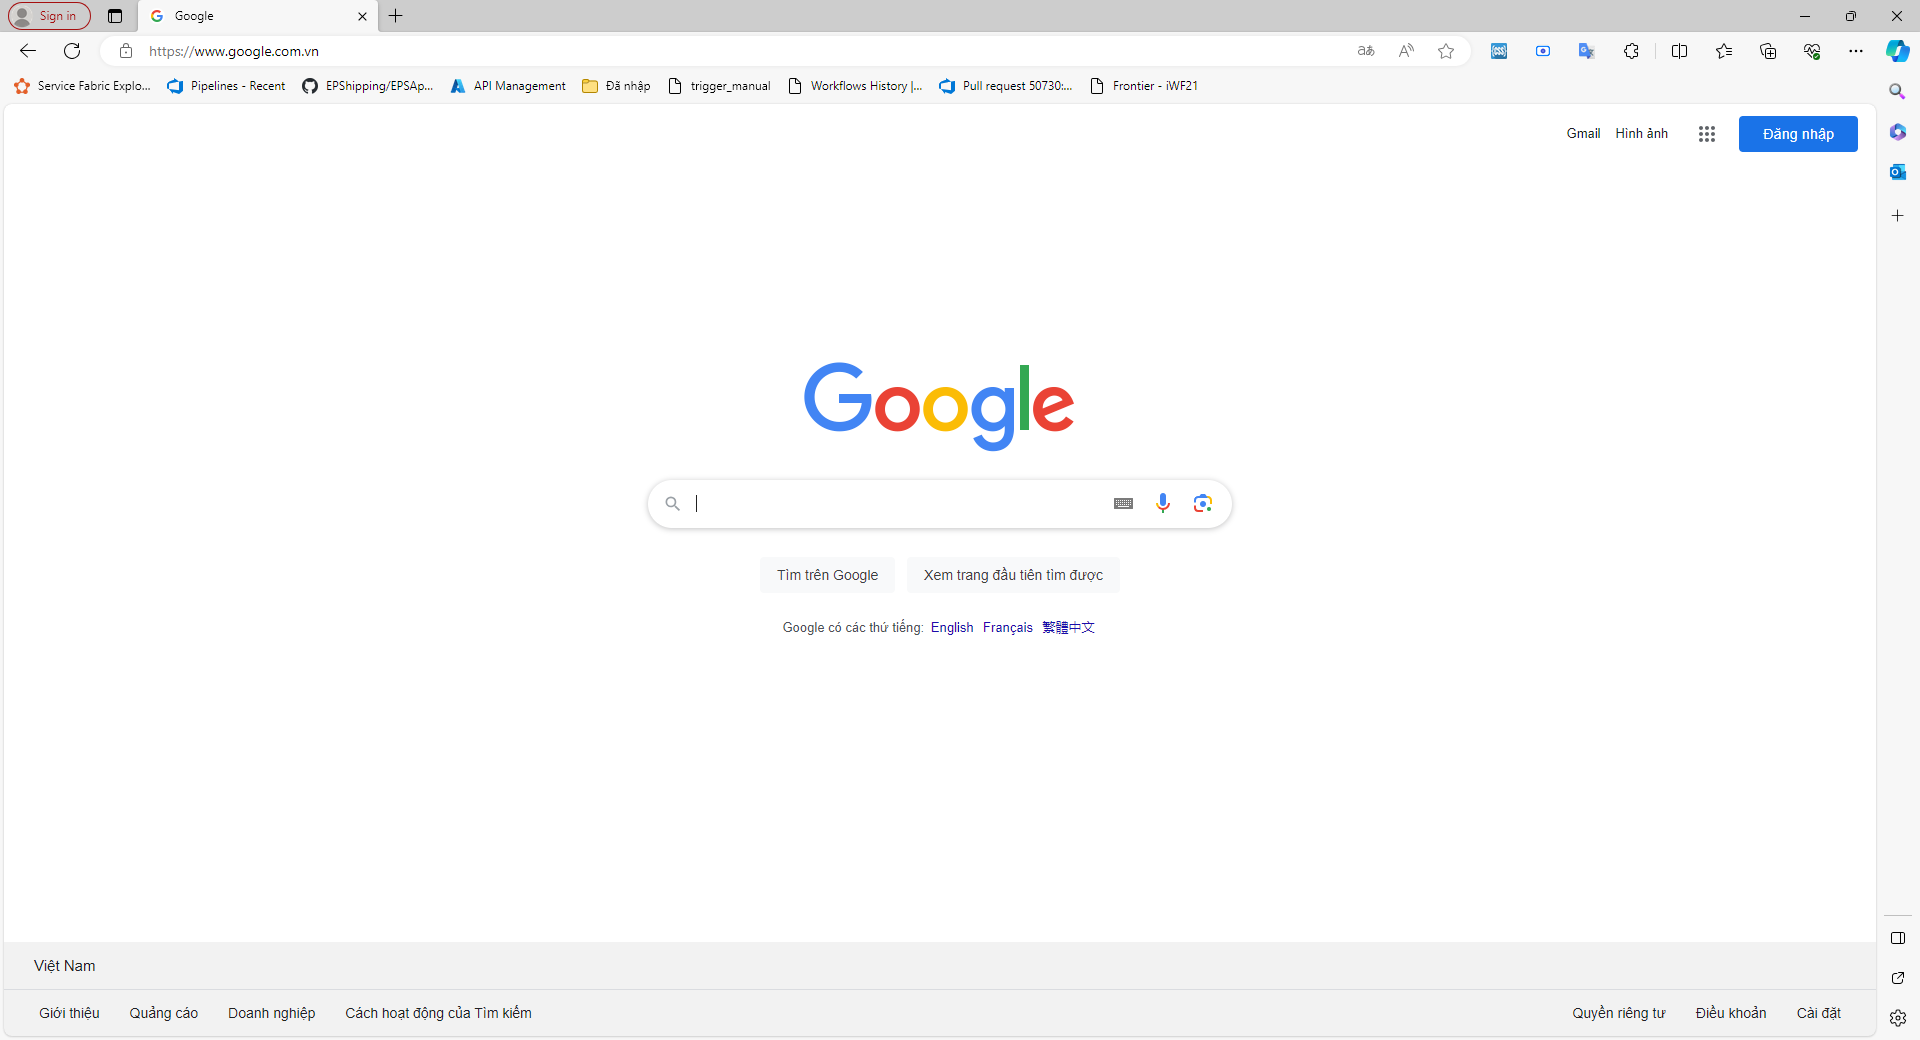 Sign in
Google
https://www.google.com.vn
Service Fabric Explo...
Pipelines - Recent
EPShipping/EPSAp...
API Management
Đã nhập
trigger_manual
Workflows History |...
Pull request 50730:...
Frontier - iWF21
Gmail
Hình ảnh
Đăng nhập
Google
Tìm trên Google
Xem trang đầu tiên tìm được
Google có các thứ tiếng: English Français 繁體中文
Việt Nam
Giới thiệu
Quảng cáo
Doanh nghiệp
Cách hoạt động của Tìm kiếm
Quyền riêng tư
Điều khoản
Cài đặt